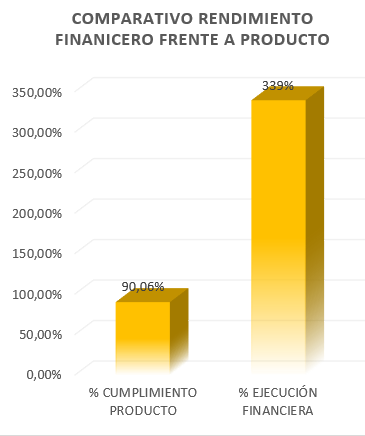 COMPARATIVO RENDIMIENTO
FINANICERO FRENTE A PRODUCTO
350,00%
300,00%
250,00%
200,00%
150,00%
100,00%
50,00%
0,00%
90,06%
339%
% CUMPLIMIENTO
PRODUCTO
% EJECUCIÓN
FINANCIERA